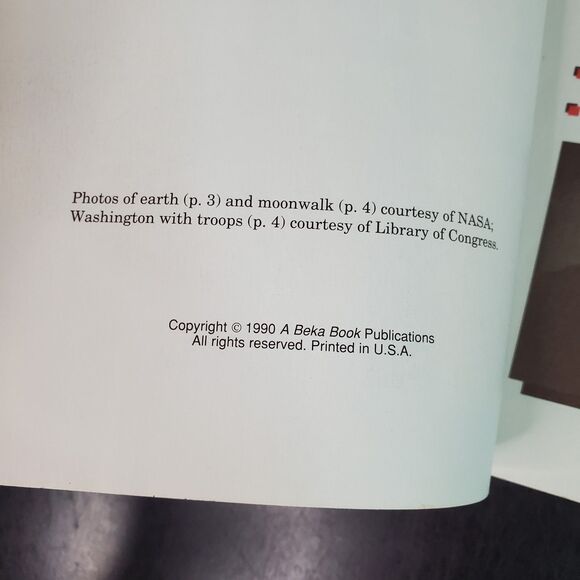 Photos of earth (p. 3) and moonwalk (p. 4) courtesy of NASA;
Washington with troops (p. 4) courtesy of Library of Congress.
Copyright © 1990 A Beka Book Publications
All rights reserved. Printed in U.S.A.